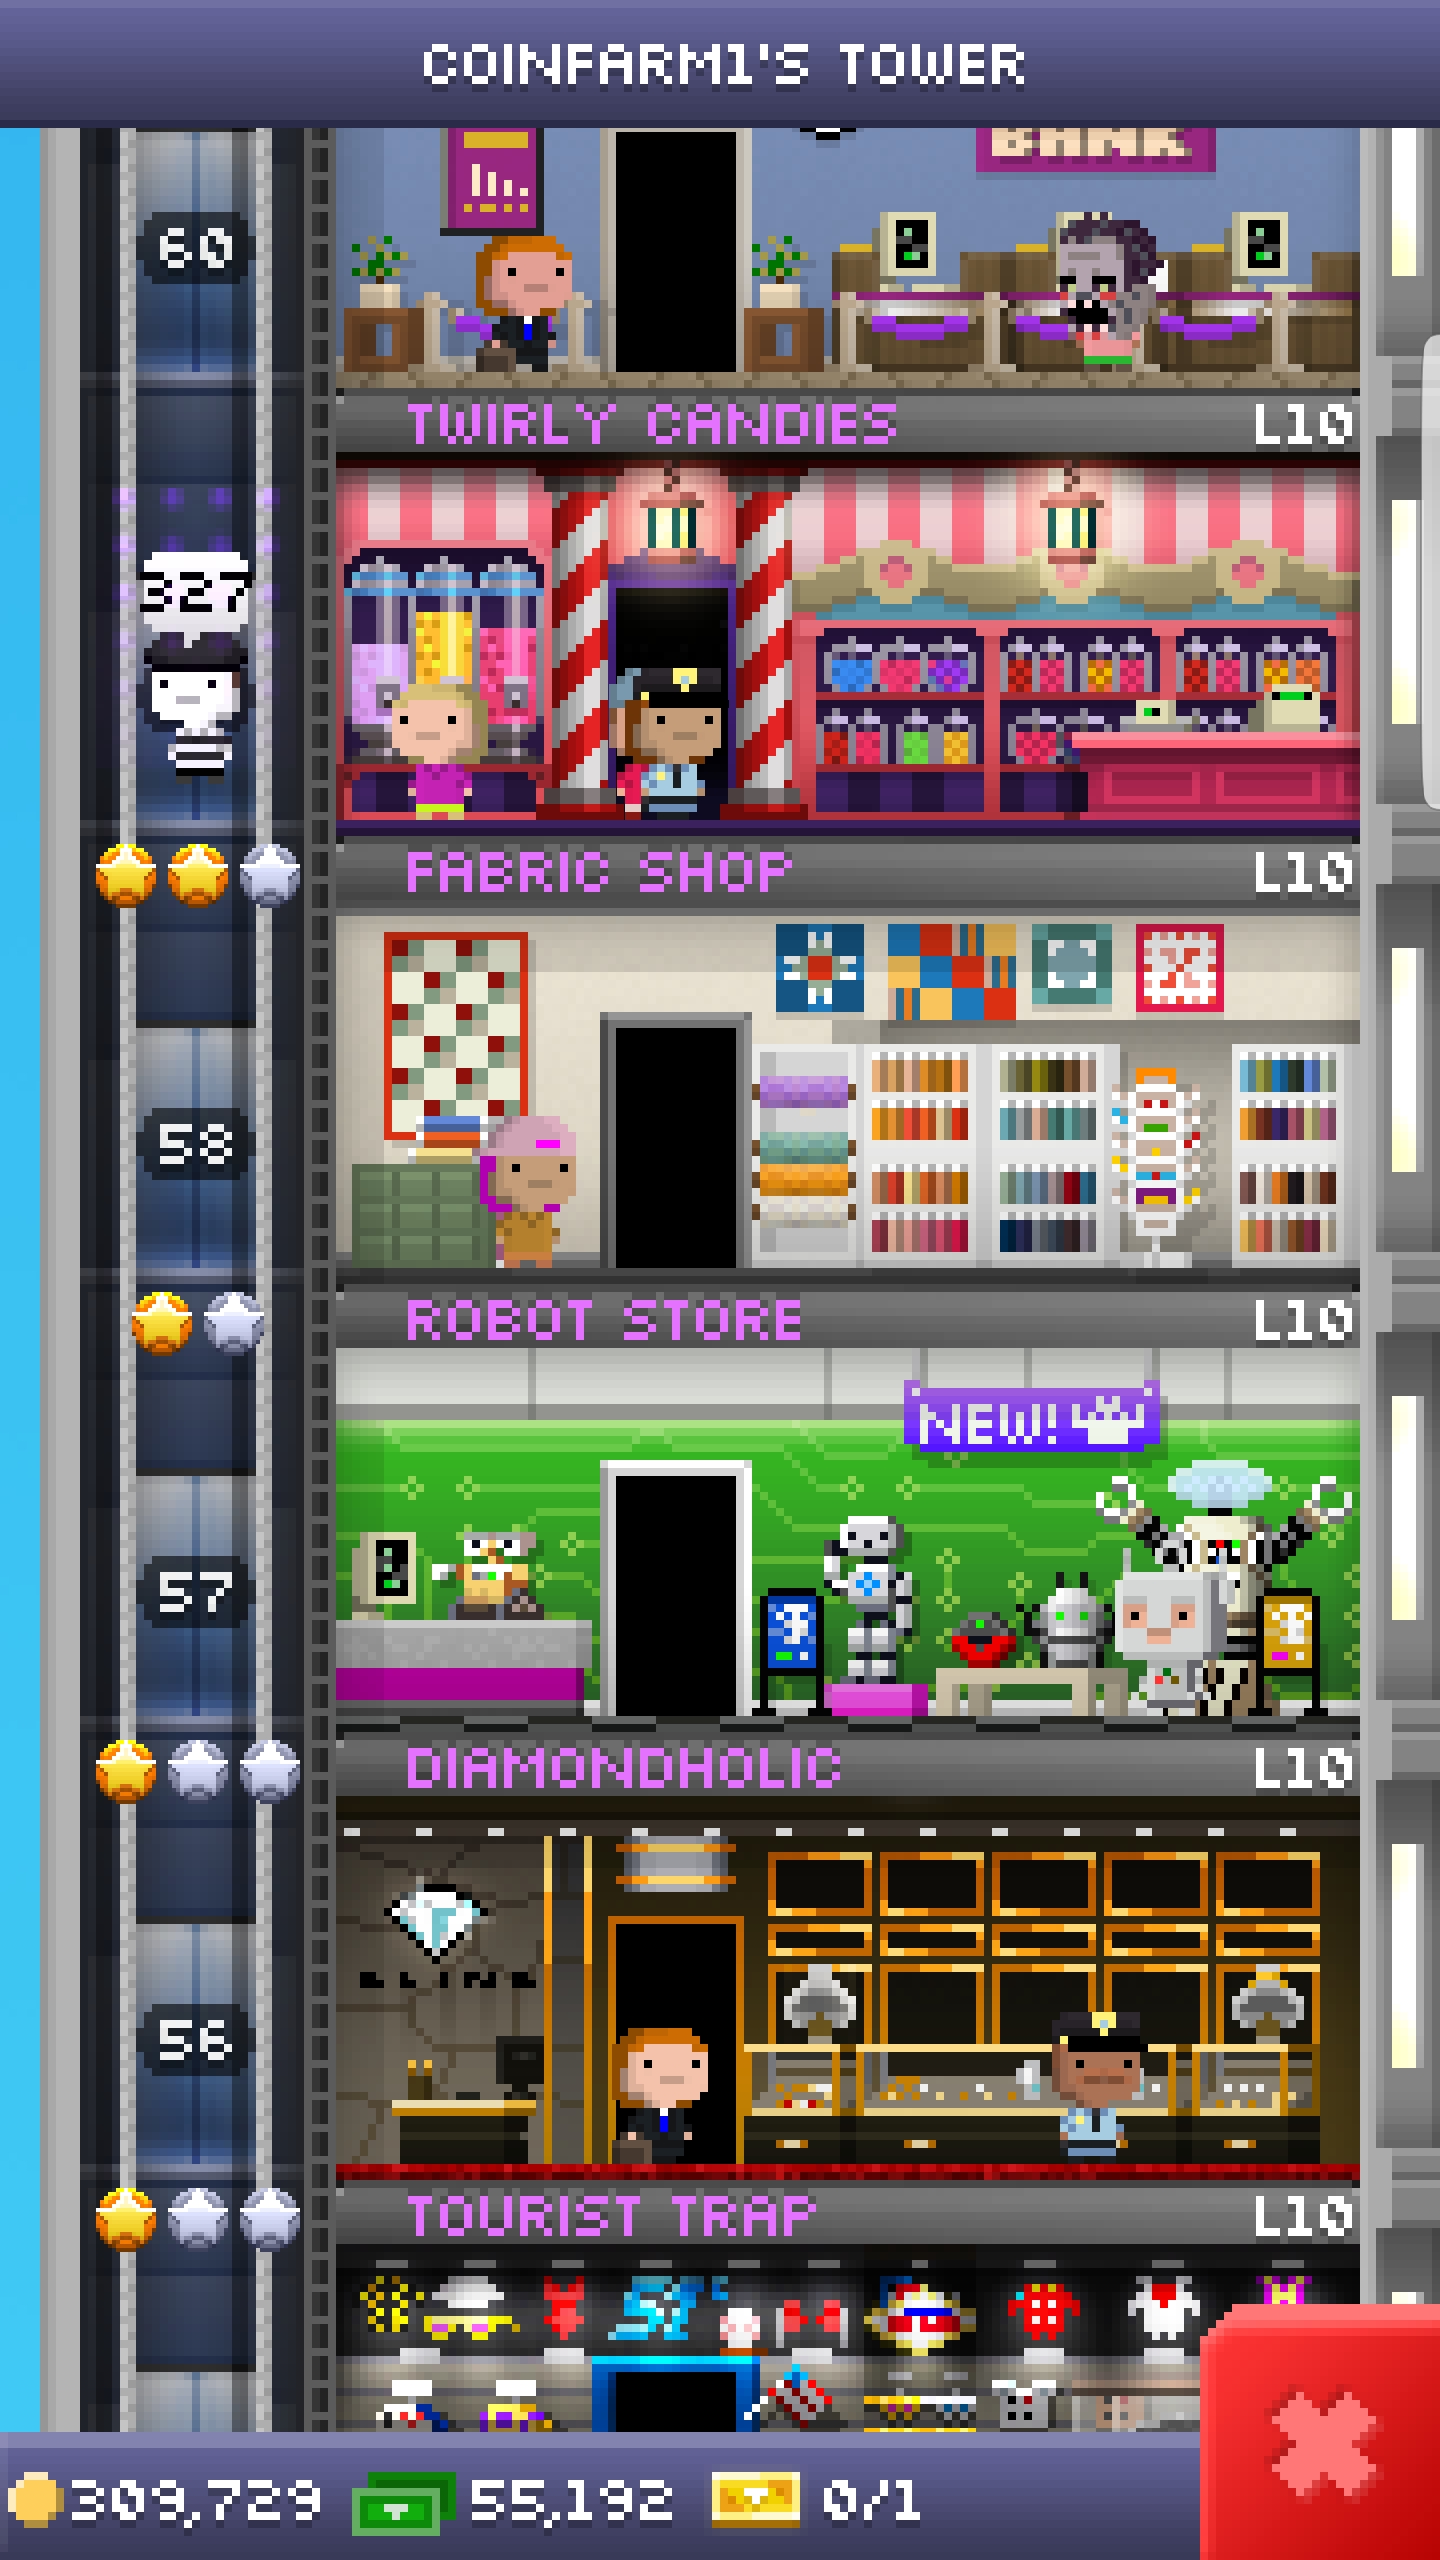 COINFARM1'S TOWER
BANK
60
TWIRLY CANDIES L10
327
FABRIC SHOP L10
58
ROBOT STORE L10
NEW!
57
DIAMONDHOLIC L10
BLING
56
TOURIST TRAP L10
309,729 55,192 0/1